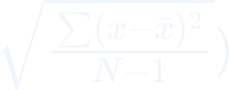 √(∑(x−x̄)² / (N−1)) )